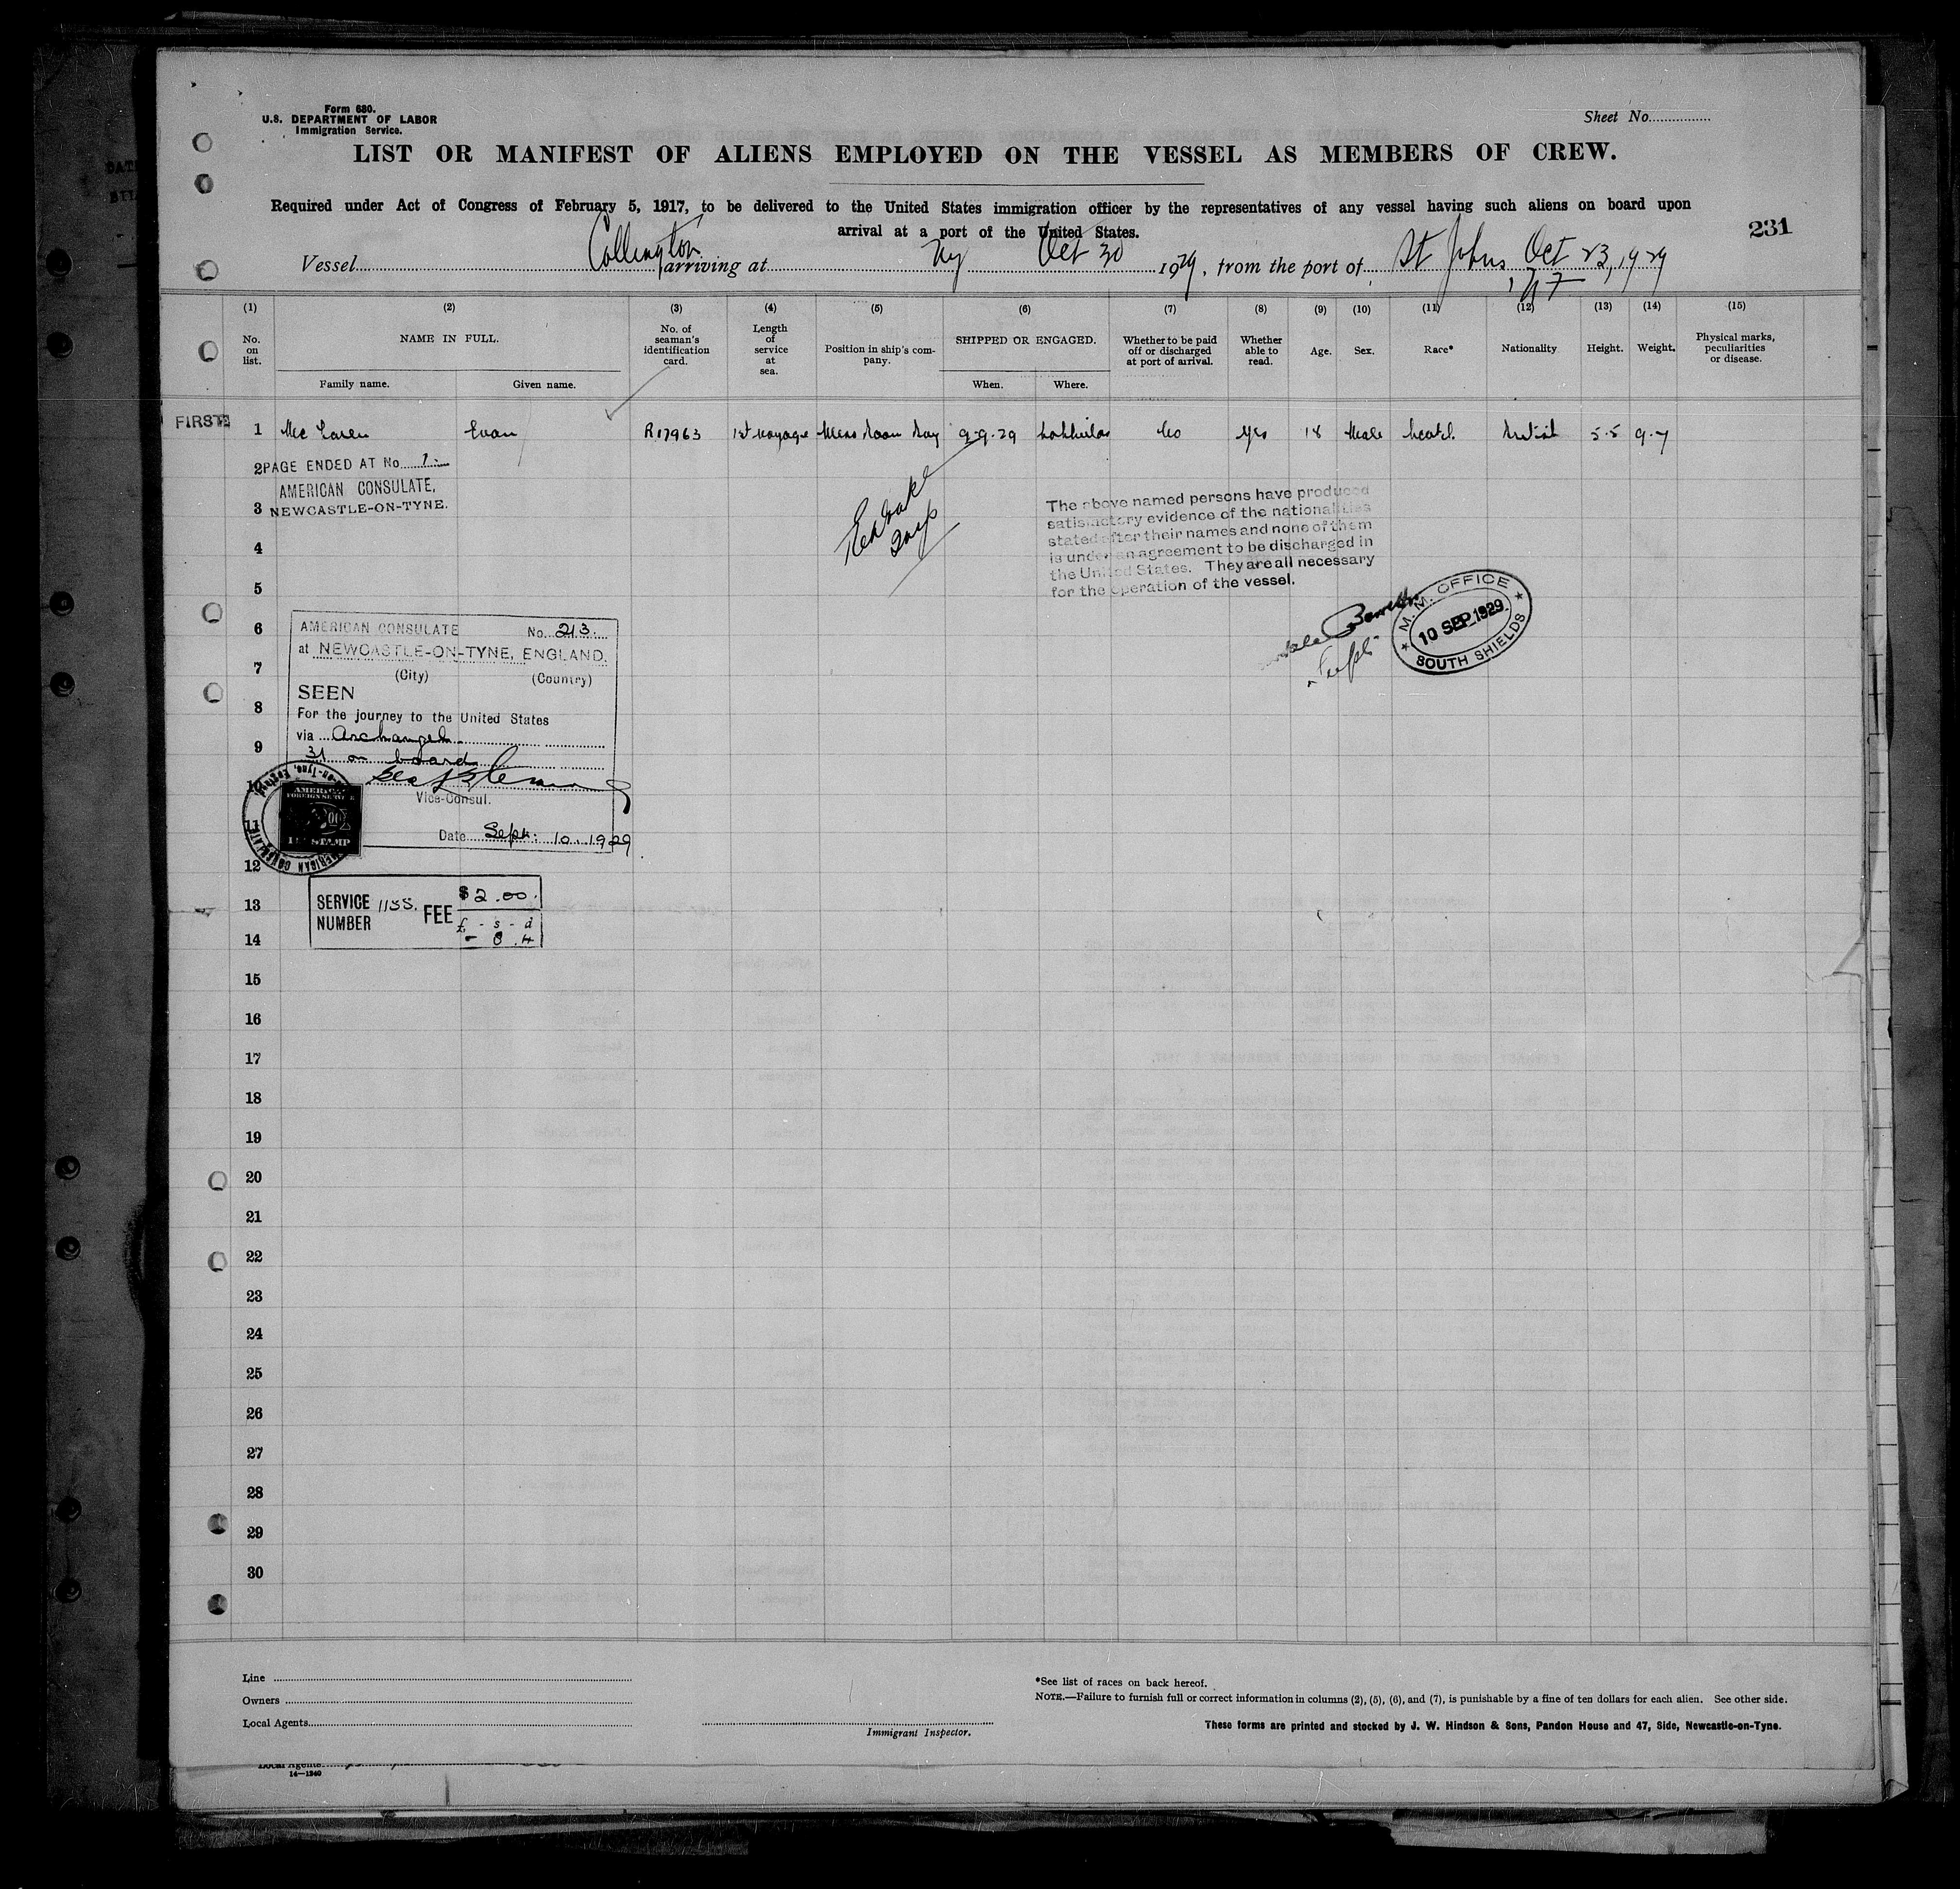 Form 680.
U.S. DEPARTMENT OF LABOR
Immigration Service.
Sheet No.
LIST OR MANIFEST OF ALIENS EMPLOYED ON THE VESSEL AS MEMBERS OF CREW.
Required under Act of Congress of February 5, 1917, to be delivered to the United States immigration officer by the representatives of any vessel having such aliens on board upon
arrival at a port of the United States.
231
Vessel Collington arriving at Ny Oct 30 1929, from the port of St Johns, Oct 23, 1929
(1) (2) (3) (4) (5) (6) (7) (8) (9) (10) (11) (12) (13) (14) (15)
No. on list. NAME IN FULL. Family name. Given name. No. of seaman's identification card. Length of service at sea. Position in ship's company. SHIPPED OR ENGAGED. When. Where. Whether to be paid off or discharged at port of arrival. Whether able to read. Age. Sex. Race* Nationality Height. Weight. Physical marks, peculiarities or disease.
FIRST
1 Mc Laren Evan R17963 1st voyage Mess Room Boy 9-9-29 No Yes 18 Male Scotch British 5.5 9-7
2 PAGE ENDED AT No 1.
AMERICAN CONSULATE,
3 NEWCASTLE-ON-TYNE.
The above named persons have produced
satisfactory evidence of the nationalities
stated after their names and none of them
is under an agreement to be discharged in
the United States. They are all necessary
for the operation of the vessel.
4
5
M. M. OFFICE
10 SEP 1929
SOUTH SHIELDS
6
AMERICAN CONSULATE No. 213.
at NEWCASTLE-ON-TYNE, ENGLAND.
7
(City) (Country)
SEEN
8
For the journey to the United States
via Archangel
9
31 on board
10
Vice-Consul.
11
Date Sept: 10. 1929
AMERICAN
FOREIGN SERVICE
STAMP
12
SERVICE NUMBER 1155. FEE $2.00.
13
£ - s - d
- 8.4
14
15
16
17
18
19
20
21
22
23
24
25
26
27
28
29
30
Line
Owners
Local Agents
Immigrant Inspector.
*See list of races on back hereof.
NOTE.—Failure to furnish full or correct information in columns (2), (5), (6), and (7), is punishable by a fine of ten dollars for each alien. See other side.
These forms are printed and stocked by J. W. Hindson & Sons, Pandon House and 47, Side, Newcastle-on-Tyne.
Local Agents
14—1240